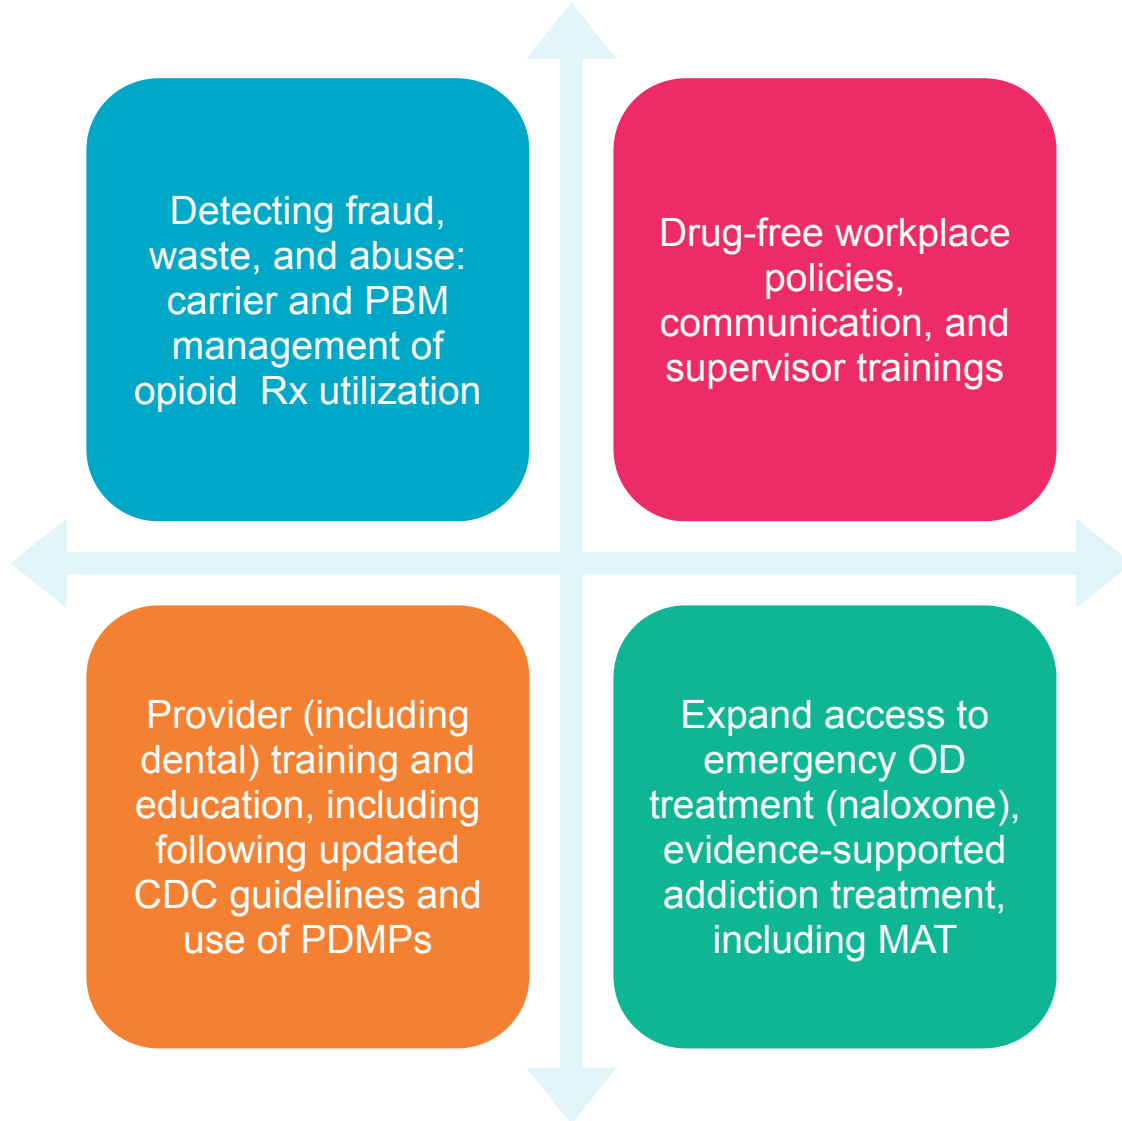 Detecting fraud,
waste, and abuse:
carrier and PBM
management of
opioid  Rx utilization
Drug-free workplace
policies,
communication, and
supervisor trainings
Provider (including
dental) training and
education, including
following updated
CDC guidelines and
use of PDMPs
Expand access to
emergency OD
treatment (naloxone),
evidence-supported
addiction treatment,
including MAT